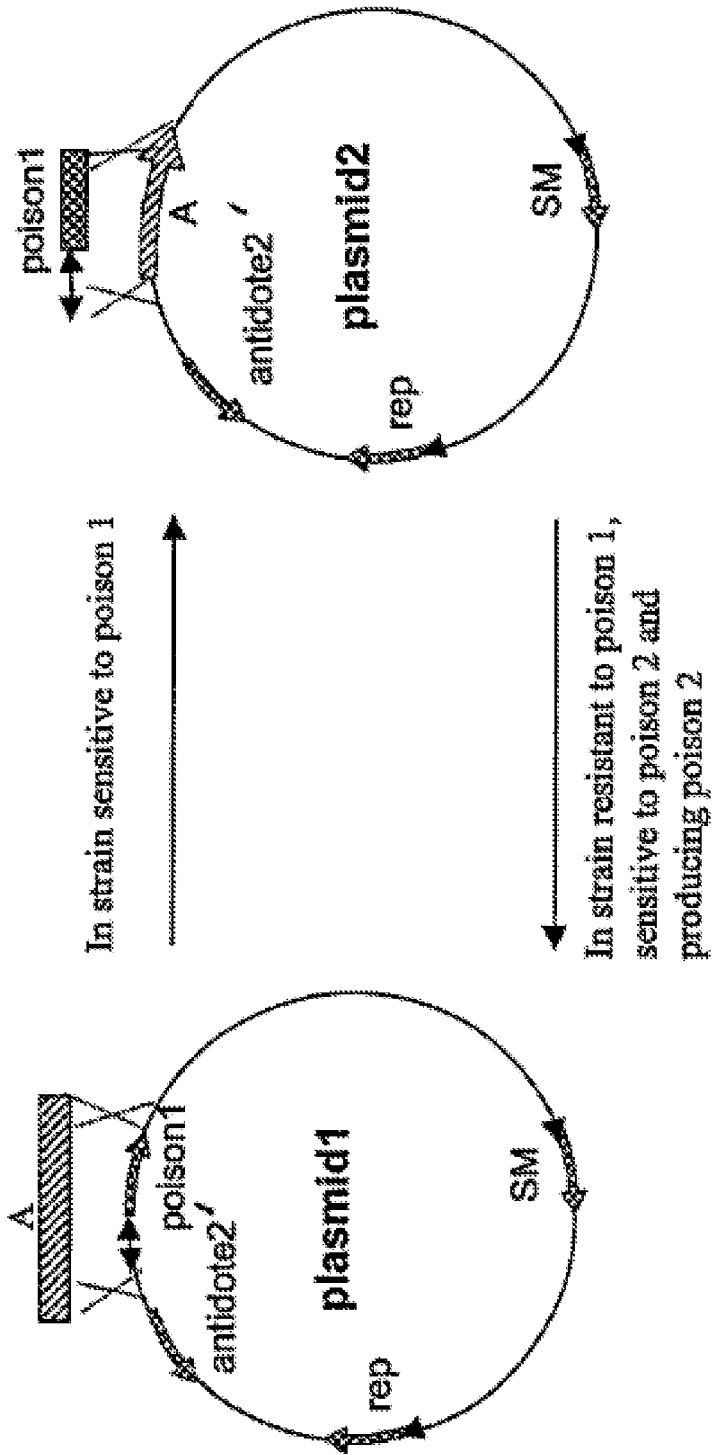 A
poison1
antidote2'
plasmid1
rep
SM
In strain sensitive to poison 1
In strain resistant to poison 1,
sensitive to poison 2 and
producing poison 2
poison1
A
antidote2'
plasmid2
rep
SM